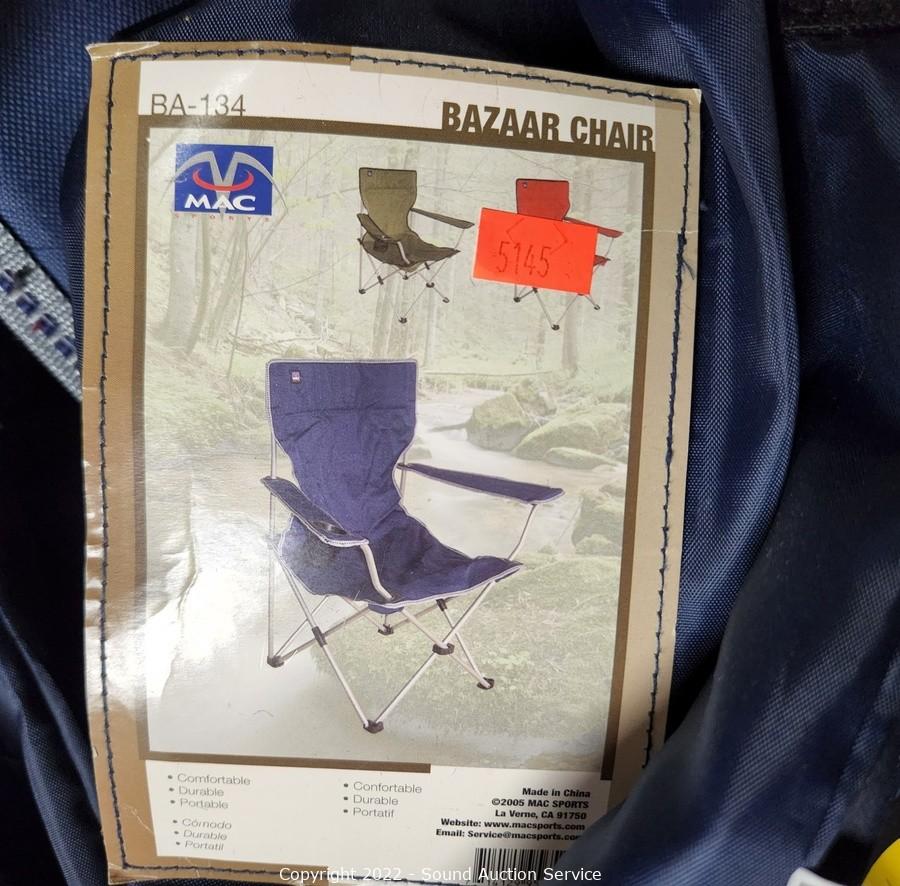 BA-134
BAZAAR CHAIR
MAC
SPORTS
5145
• Comfortable
• Durable
• Portable
• Cómodo
• Durable
• Portatil
• Confortable
• Durable
• Portatif
Made in China
©2005 MAC SPORTS
La Verne, CA 91750
Website: www.macsports.com
Email: Service@macsports.com
Copyright 2022 - Sound Auction Service